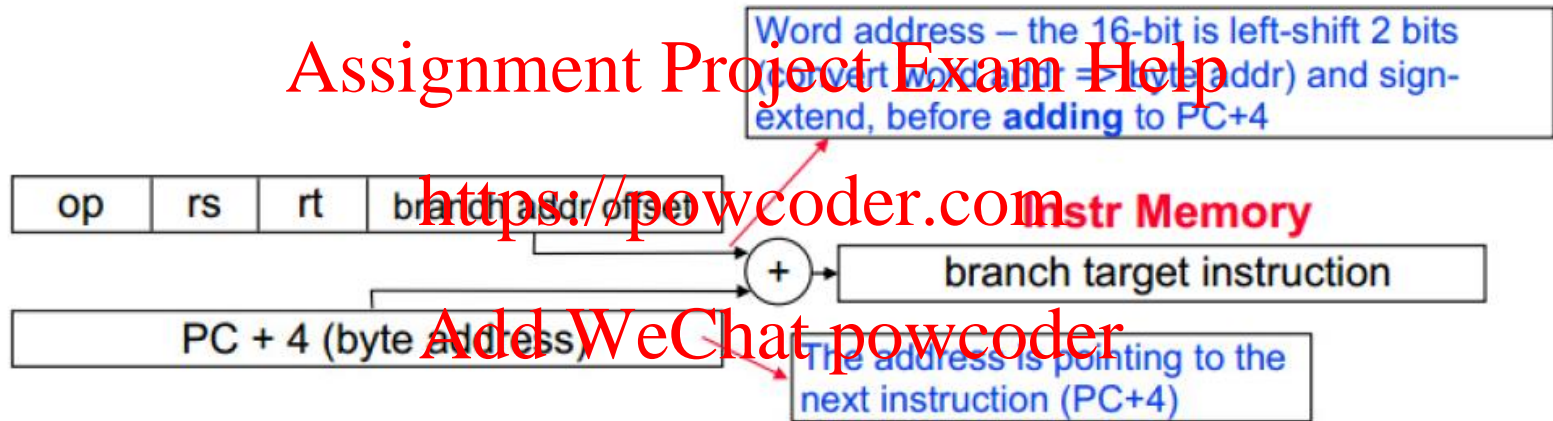 Word address – the 16-bit is left-shift 2 bits
Assignment Project Exam Help
(convert word addr => byte addr) and sign-
extend, before adding to PC+4
op rs rt branch addr offset
https://powcoder.com
Instr Memory
+ branch target instruction
PC + 4 (byte address)
Add WeChat powcoder
The address is pointing to the
next instruction (PC+4)